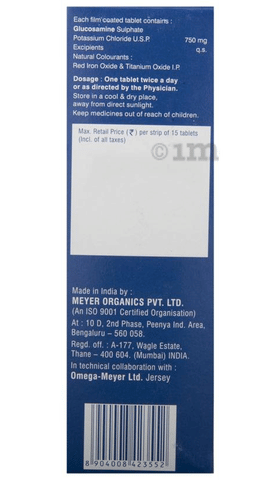 Each film coated tablet contains :
Glucosamine Sulphate
Potassium Chloride U.S.P. 750 mg
Excipients q.s.
Natural Colourants :
Red Iron Oxide & Titanium Oxide I.P.
Dosage : One tablet twice a day
or as directed by the Physician.
Store in a cool & dry place,
away from direct sunlight.
Keep medicines out of reach of children.
Max. Retail Price (₹) per strip of 15 tablets
(Incl. of all taxes)
1m
Made in India by :
MEYER ORGANICS PVT. LTD.
(An ISO 9001 Certified Organisation)
At : 10 D, 2nd Phase, Peenya Ind. Area,
Bengaluru – 560 058.
Regd. off. : A-177, Wagle Estate,
Thane – 400 604. (Mumbai) INDIA.
In technical collaboration with :
Omega-Meyer Ltd. Jersey
8 904008 423552